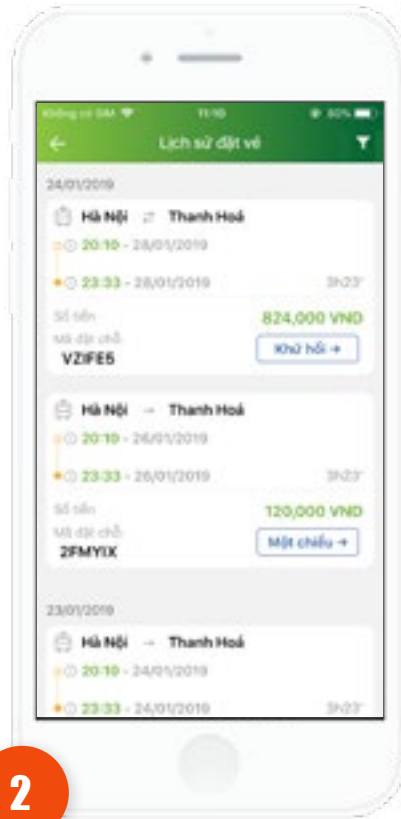 Không có SIM 11:10 80%
Lịch sử đặt vé
24/01/2019
Hà Nội Thanh Hoá
20:10 - 28/01/2019
23:33 - 28/01/2019 3h23'
Số tiền 824,000 VND
Mã đặt chỗ
VZIFE5 Khứ hồi →
Hà Nội → Thanh Hoá
20:10 - 26/01/2019
23:33 - 26/01/2019 3h23'
Số tiền 120,000 VND
Mã đặt chỗ
2FMYIX Một chiều →
23/01/2019
Hà Nội → Thanh Hoá
20:10 - 24/01/2019
23:33 - 24/01/2019 3h23'
2